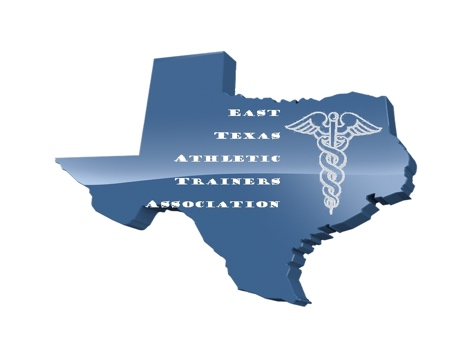 East
Texas
Athletic
Trainers
Association